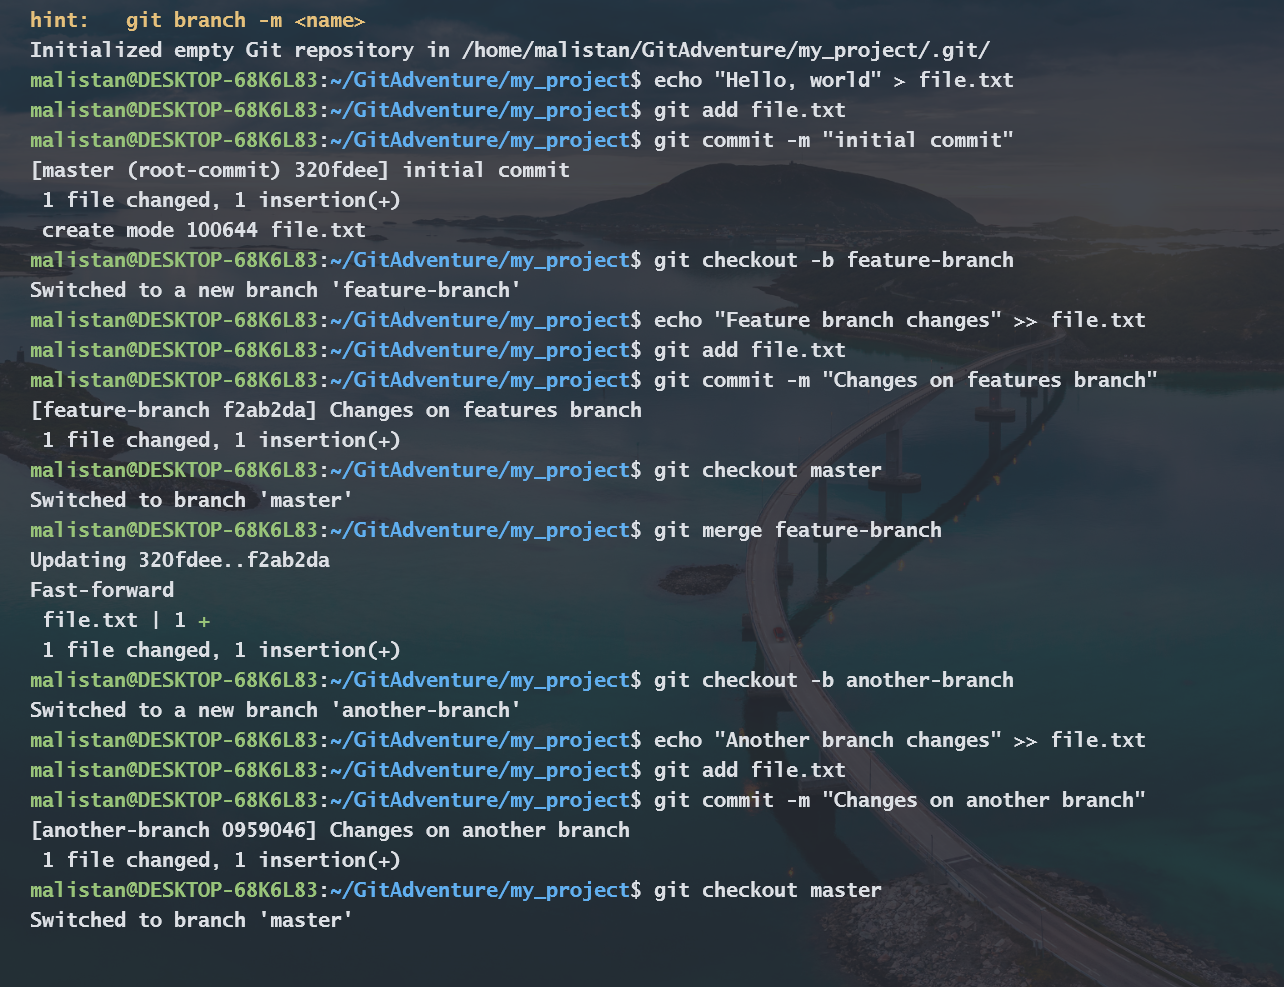 hint:   git branch -m <name>
Initialized empty Git repository in /home/malistan/GitAdventure/my_project/.git/
malistan@DESKTOP-68K6L83:~/GitAdventure/my_project$ echo "Hello, world" > file.txt
malistan@DESKTOP-68K6L83:~/GitAdventure/my_project$ git add file.txt
malistan@DESKTOP-68K6L83:~/GitAdventure/my_project$ git commit -m "initial commit"
[master (root-commit) 320fdee] initial commit
 1 file changed, 1 insertion(+)
 create mode 100644 file.txt
malistan@DESKTOP-68K6L83:~/GitAdventure/my_project$ git checkout -b feature-branch
Switched to a new branch 'feature-branch'
malistan@DESKTOP-68K6L83:~/GitAdventure/my_project$ echo "Feature branch changes" >> file.txt
malistan@DESKTOP-68K6L83:~/GitAdventure/my_project$ git add file.txt
malistan@DESKTOP-68K6L83:~/GitAdventure/my_project$ git commit -m "Changes on features branch"
[feature-branch f2ab2da] Changes on features branch
 1 file changed, 1 insertion(+)
malistan@DESKTOP-68K6L83:~/GitAdventure/my_project$ git checkout master
Switched to branch 'master'
malistan@DESKTOP-68K6L83:~/GitAdventure/my_project$ git merge feature-branch
Updating 320fdee..f2ab2da
Fast-forward
 file.txt | 1 +
 1 file changed, 1 insertion(+)
malistan@DESKTOP-68K6L83:~/GitAdventure/my_project$ git checkout -b another-branch
Switched to a new branch 'another-branch'
malistan@DESKTOP-68K6L83:~/GitAdventure/my_project$ echo "Another branch changes" >> file.txt
malistan@DESKTOP-68K6L83:~/GitAdventure/my_project$ git add file.txt
malistan@DESKTOP-68K6L83:~/GitAdventure/my_project$ git commit -m "Changes on another branch"
[another-branch 0959046] Changes on another branch
 1 file changed, 1 insertion(+)
malistan@DESKTOP-68K6L83:~/GitAdventure/my_project$ git checkout master
Switched to branch 'master'